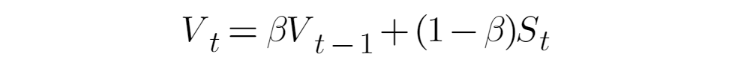 V_t = βV_{t−1} + (1 − β)S_t